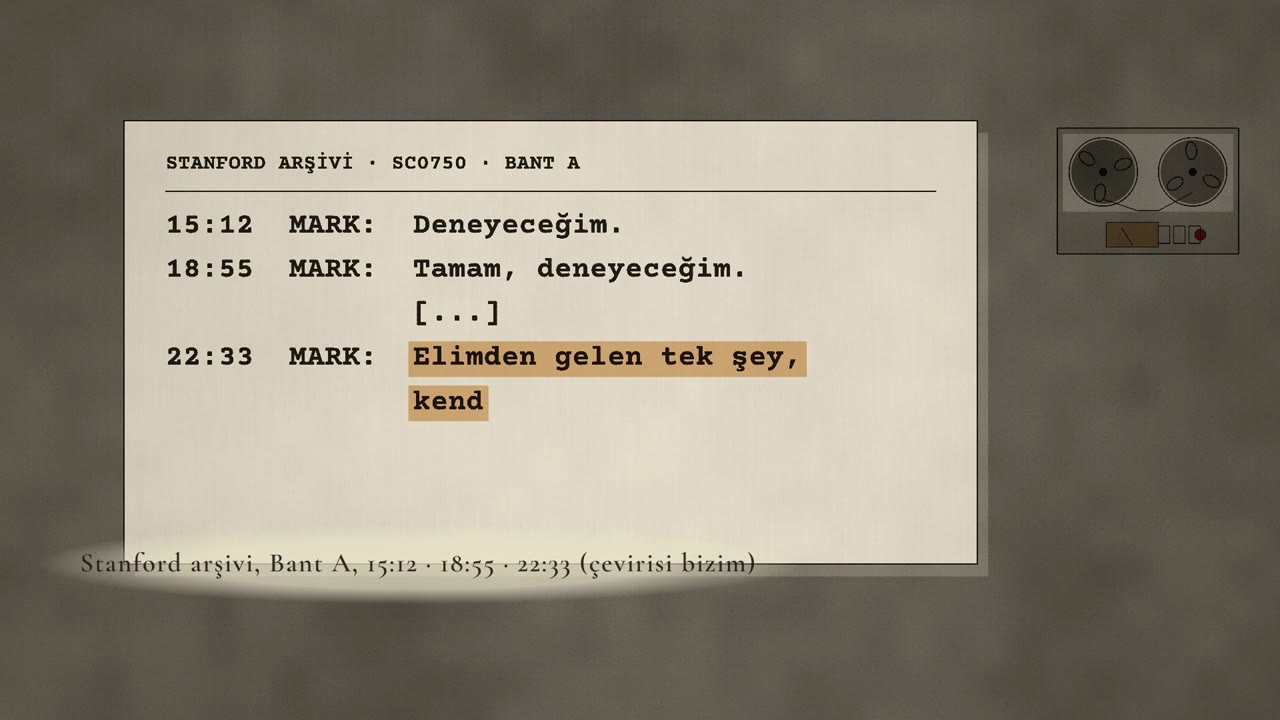 STANFORD ARŞİVİ · SC0750 · BANT A
15:12 MARK: Deneyeceğim.
18:55 MARK: Tamam, deneyeceğim.
[...]
22:33 MARK: Elimden gelen tek şey,
kend
Stanford arşivi, Bant A, 15:12 · 18:55 · 22:33 (çevirisi bizim)